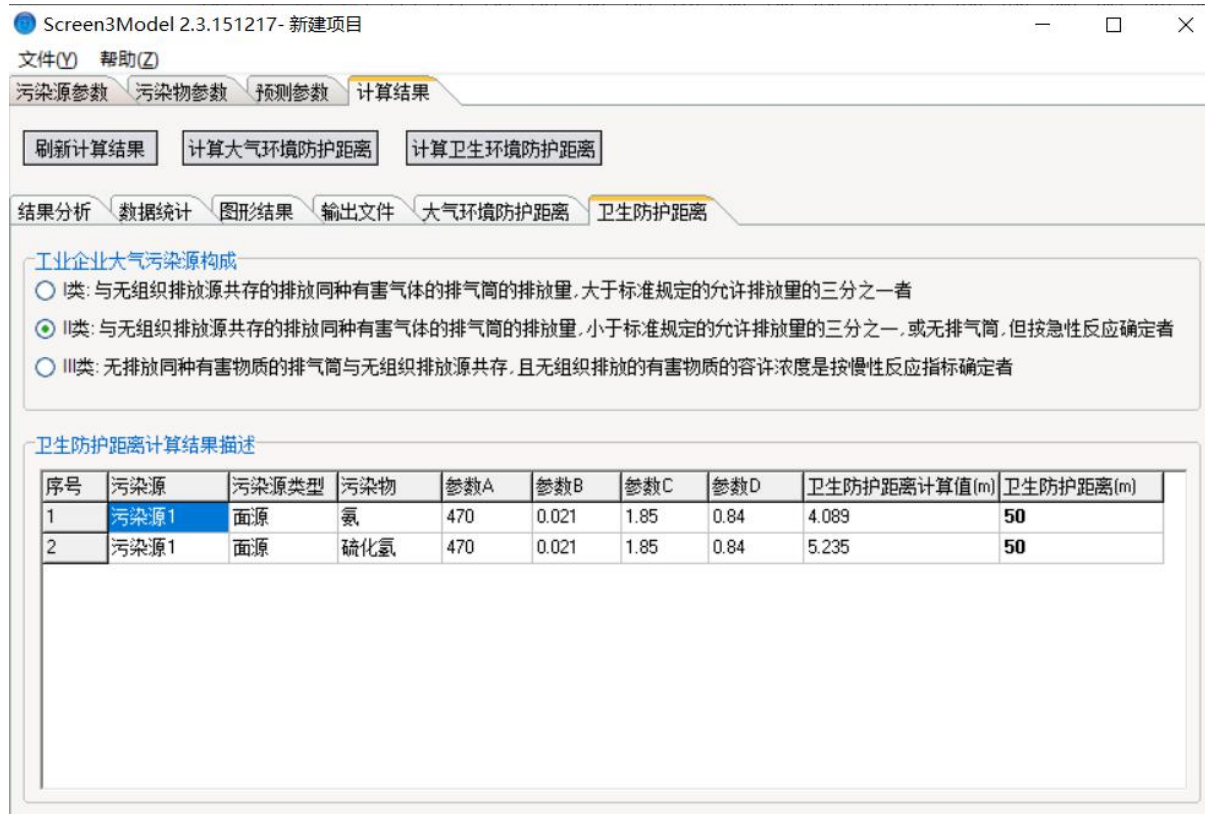 Screen3Model 2.3.151217- 新建项目
文件(Y) 帮助(Z)
污染源参数 污染物参数 预测参数 计算结果
刷新计算结果 计算大气环境防护距离 计算卫生环境防护距离
结果分析 数据统计 图形结果 输出文件 大气环境防护距离 卫生防护距离
工业企业大气污染源构成
I类: 与无组织排放源共存的排放同种有害气体的排气筒的排放量,大于标准规定的允许排放量的三分之一者
II类: 与无组织排放源共存的排放同种有害气体的排气筒的排放量,小于标准规定的允许排放量的三分之一,或无排气筒,但按急性反应确定者
III类: 无排放同种有害物质的排气筒与无组织排放源共存,且无组织排放的有害物质的容许浓度是按慢性反应指标确定者
卫生防护距离计算结果描述
序号 污染源 污染源类型 污染物 参数A 参数B 参数C 参数D 卫生防护距离计算值(m) 卫生防护距离(m)
1 污染源1 面源 氨 470 0.021 1.85 0.84 4.089 50
2 污染源1 面源 硫化氢 470 0.021 1.85 0.84 5.235 50